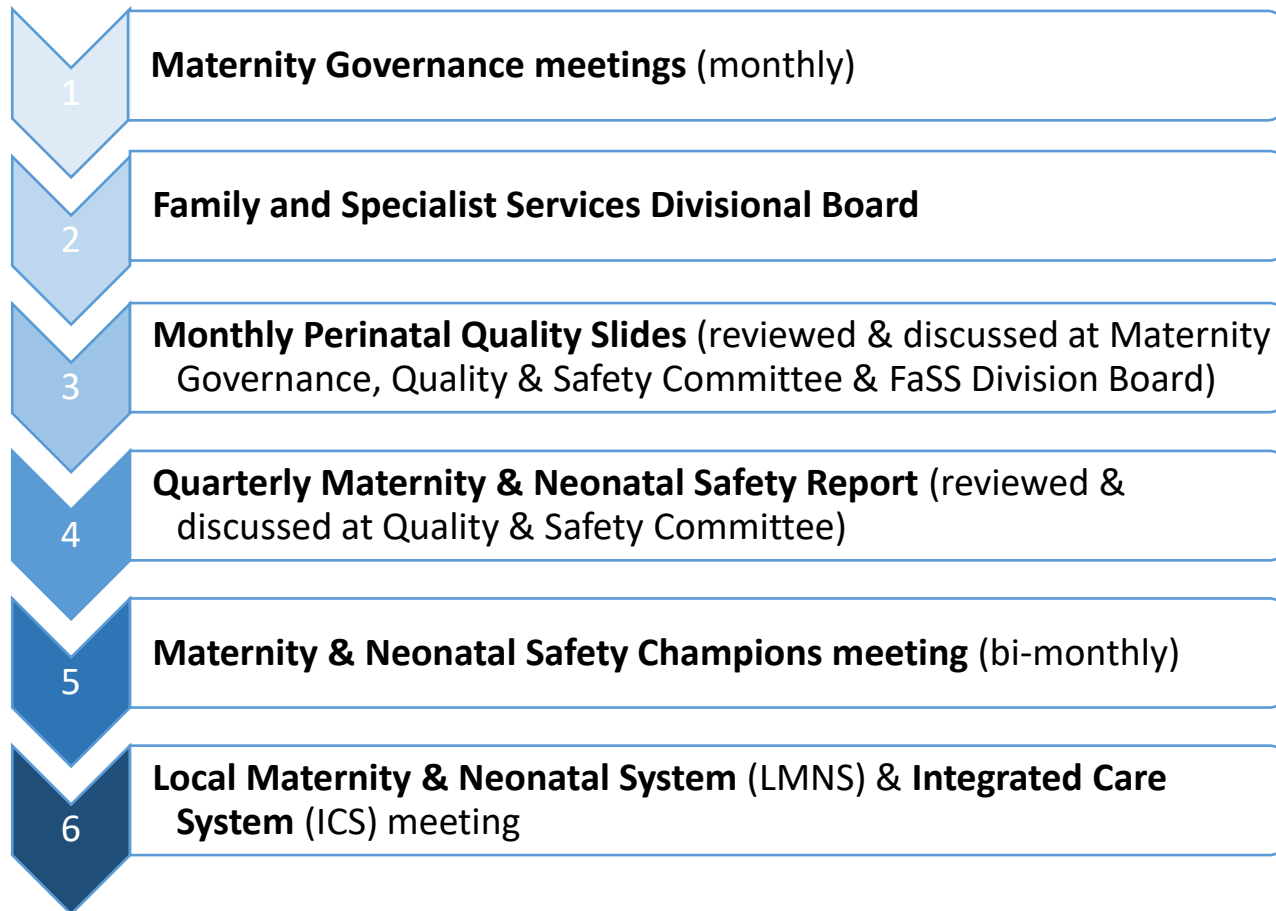 1
Maternity Governance meetings (monthly)
2
Family and Specialist Services Divisional Board
3
Monthly Perinatal Quality Slides (reviewed & discussed at Maternity
Governance, Quality & Safety Committee & FaSS Division Board)
4
Quarterly Maternity & Neonatal Safety Report (reviewed &
discussed at Quality & Safety Committee)
5
Maternity & Neonatal Safety Champions meeting (bi-monthly)
6
Local Maternity & Neonatal System (LMNS) & Integrated Care
System (ICS) meeting